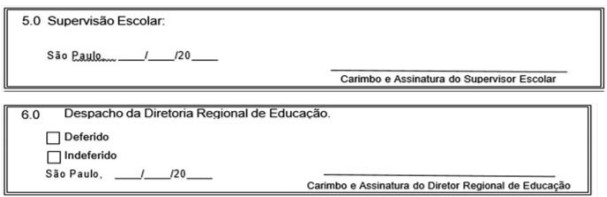 5.0 Supervisão Escolar:
São Paulo, ____/____/20____
Carimbo e Assinatura do Supervisor Escolar
6.0 Despacho da Diretoria Regional de Educação.
Deferido
Indeferido
São Paulo, ____/____/20____
Carimbo e Assinatura do Diretor Regional de Educação